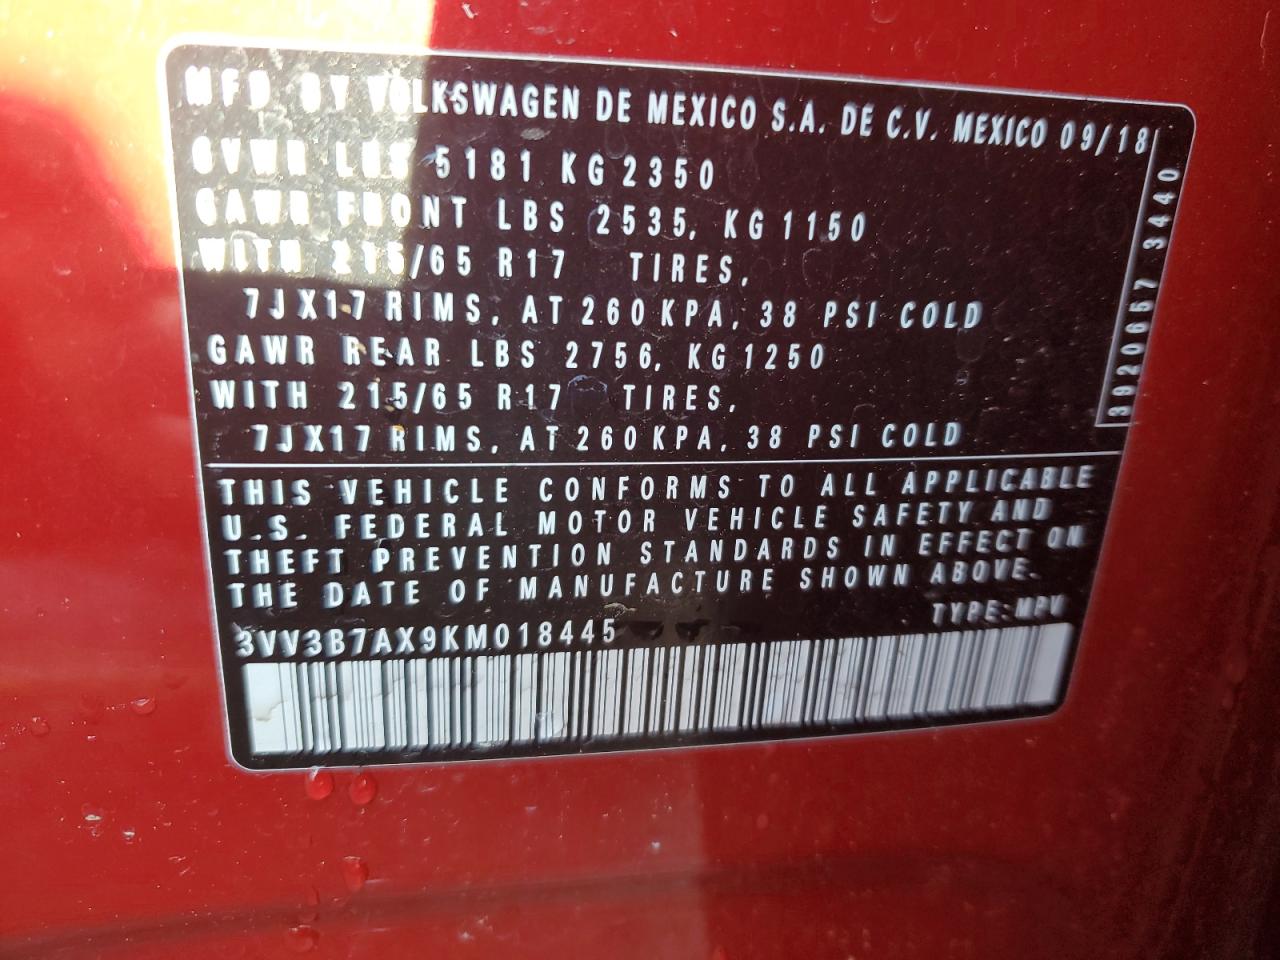 MFD BY VOLKSWAGEN DE MEXICO S.A. DE C.V. MEXICO 09/18
GVWR LBS 5181 KG 2350
GAWR FRONT LBS 2535, KG 1150
WITH 215/65 R17 TIRES,
7JX17 RIMS, AT 260 KPA, 38 PSI COLD
GAWR REAR LBS 2756, KG 1250
WITH 215/65 R17 TIRES,
7JX17 RIMS, AT 260 KPA, 38 PSI COLD
3920657 3440
THIS VEHICLE CONFORMS TO ALL APPLICABLE
U.S. FEDERAL MOTOR VEHICLE SAFETY AND
THEFT PREVENTION STANDARDS IN EFFECT ON
THE DATE OF MANUFACTURE SHOWN ABOVE.
TYPE: MPV
3VV3B7AX9KM018445